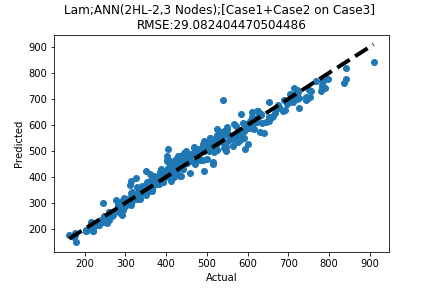 Lam;ANN(2HL-2,3 Nodes);[Case1+Case2 on Case3]
RMSE:29.082404470504486
900
800
700
600
500
400
300
200
Predicted
200 300 400 500 600 700 800 900
Actual